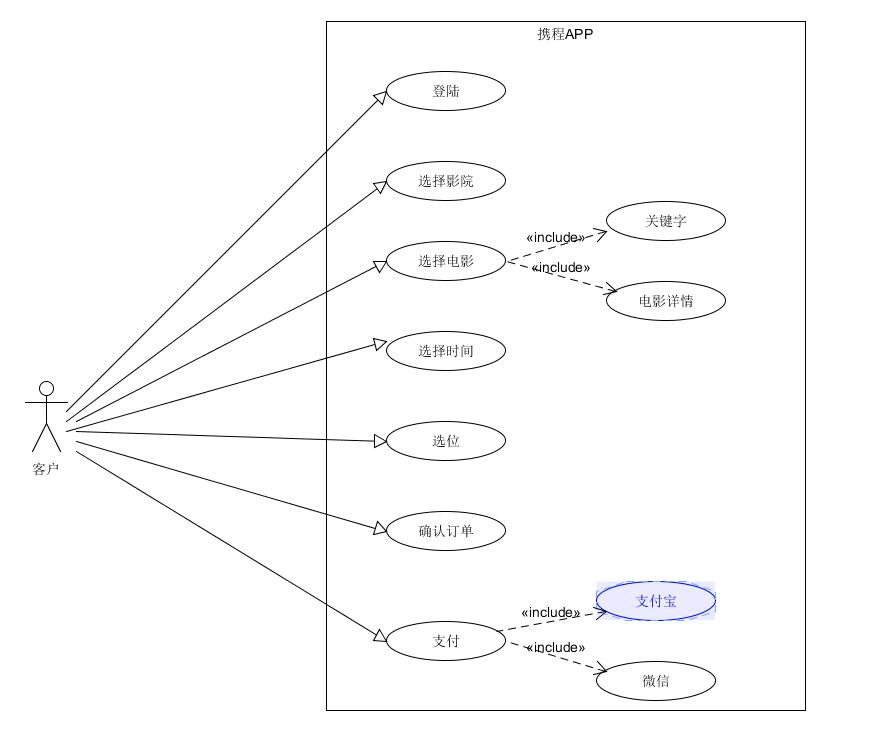 携程APP
登陆
选择影院
关键字
«include»
选择电影
«include»
电影详情
选择时间
选位
客户
确认订单
支付宝
«include»
支付
«include»
微信